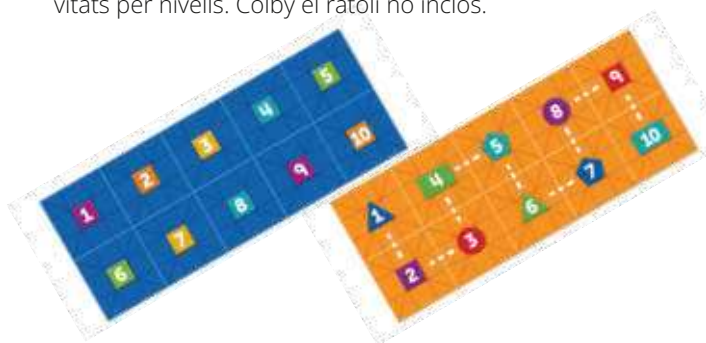 vitats per nivells. Colby el ratolí no inclòs.
1 2 3 4 5
6 7 8 9 10
1 4 5 8 9
2 3 6 7 10